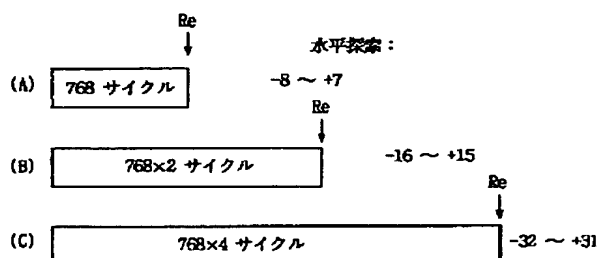 Re
水平探索：
(A) 768 サイクル -8 ～ +7
Re
(B) 768×2 サイクル -16 ～ +15
Re
(C) 768×4 サイクル -32 ～ +31